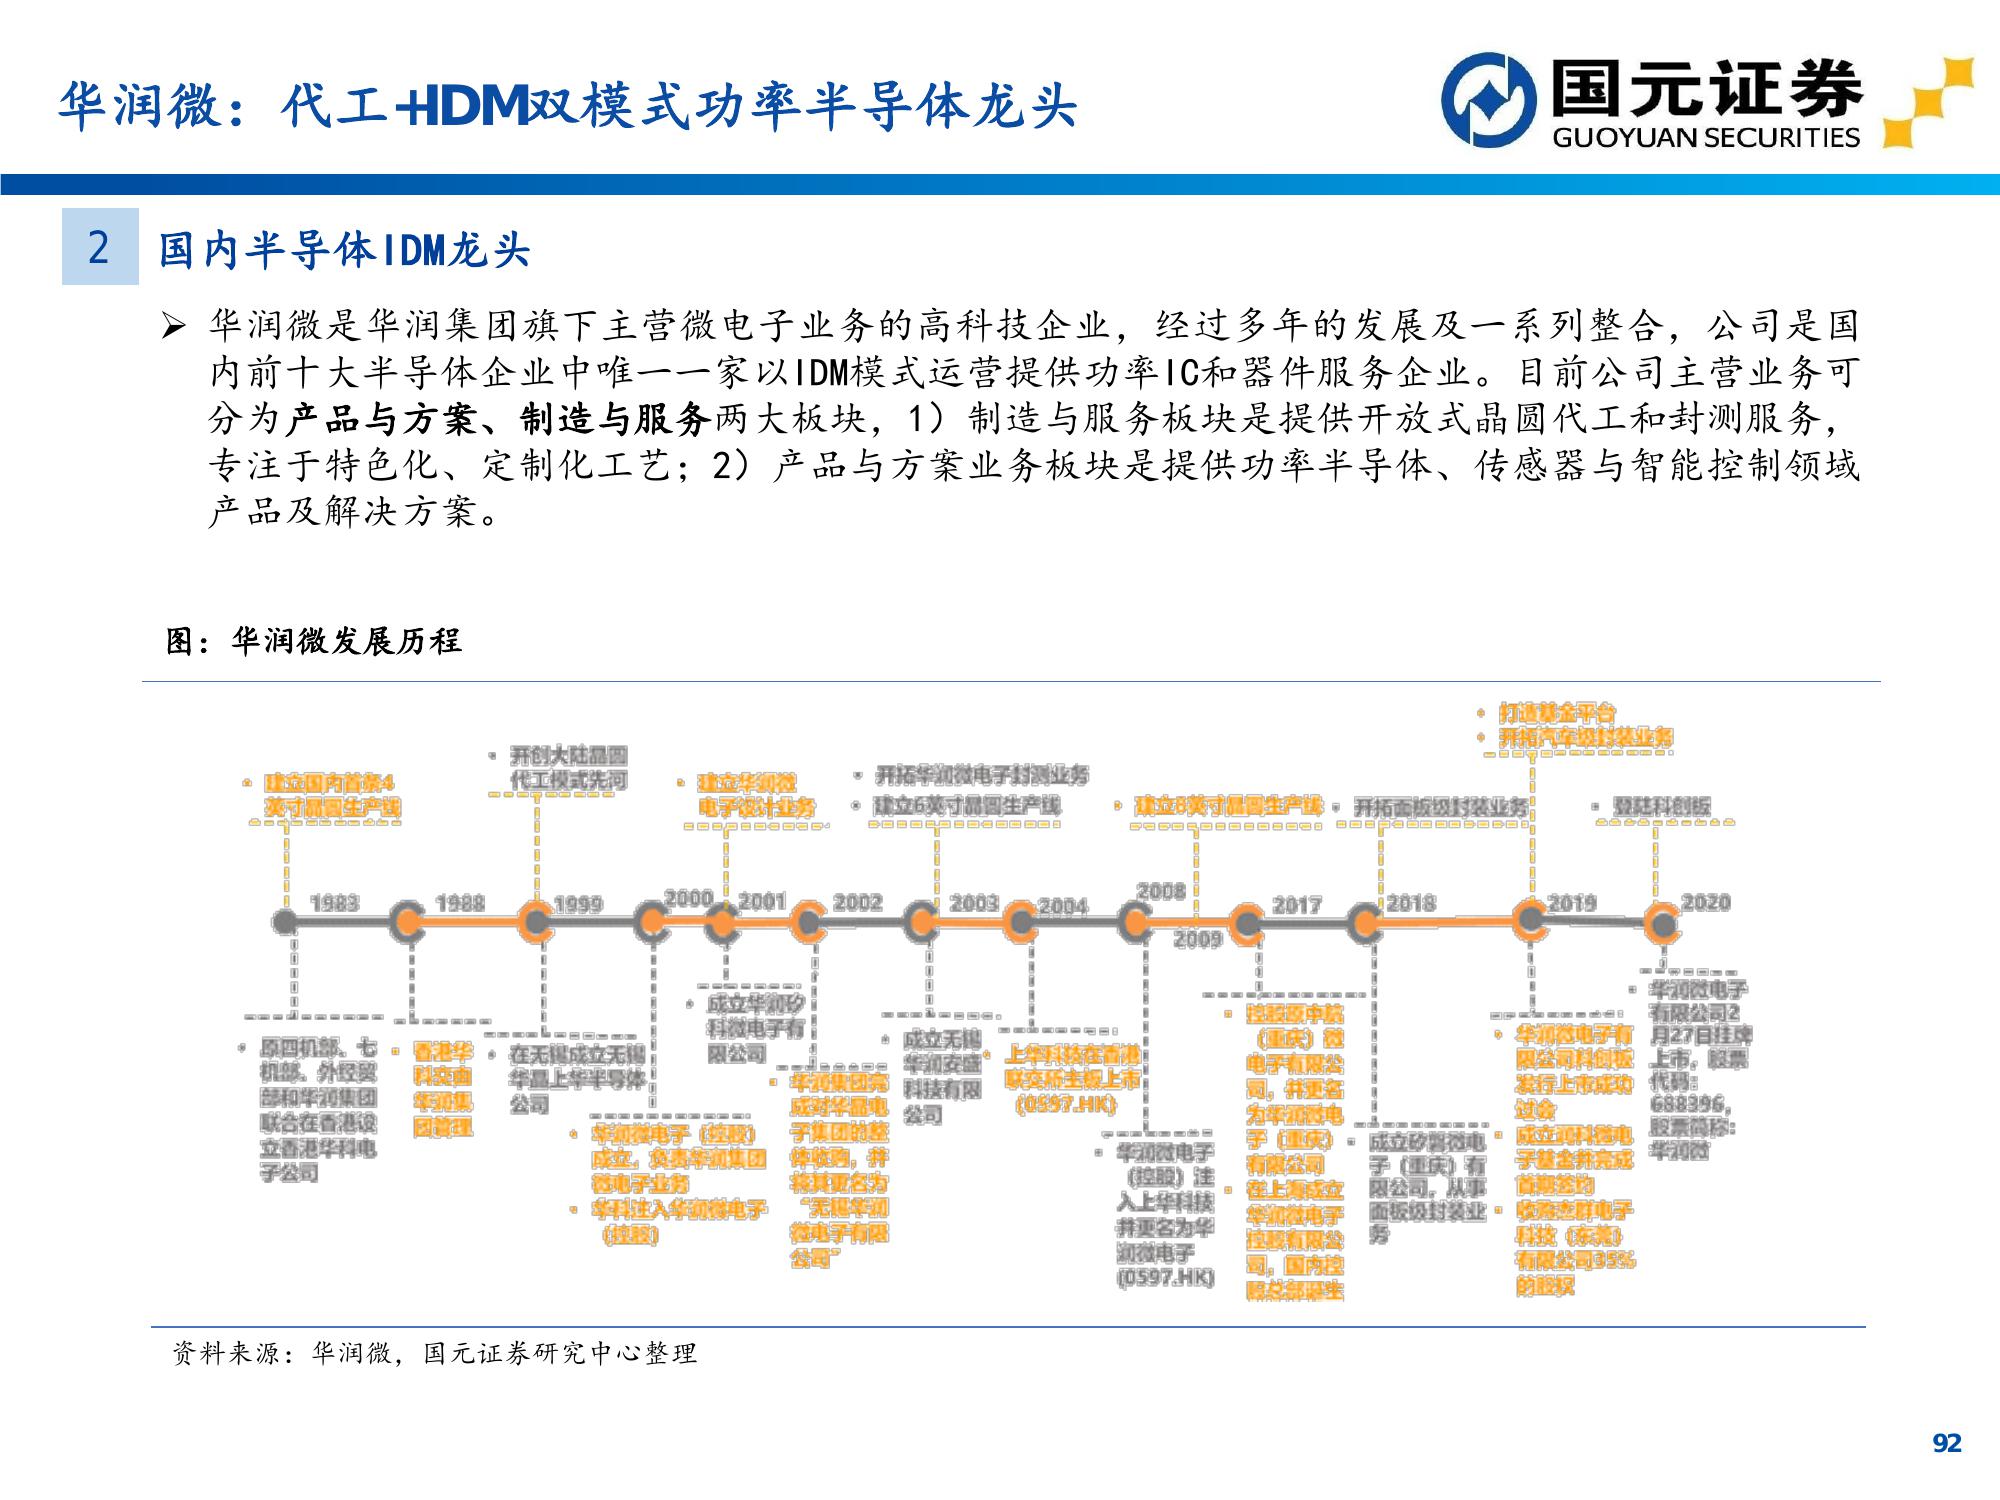 华润微：代工+IDM双模式功率半导体龙头
国元证券
GUOYUAN SECURITIES
2
国内半导体IDM龙头
华润微是华润集团旗下主营微电子业务的高科技企业，经过多年的发展及一系列整合，公司是国
内前十大半导体企业中唯一一家以IDM模式运营提供功率IC和器件服务企业。目前公司主营业务可
分为产品与方案、制造与服务两大板块，1）制造与服务板块是提供开放式晶圆代工和封测服务，
专注于特色化、定制化工艺；2）产品与方案业务板块是提供功率半导体、传感器与智能控制领域
产品及解决方案。
图：华润微发展历程
打造基金平台
开拓汽车级封装业务
建立国内首条4
英寸晶圆生产线
开创大陆晶圆
代工模式先河
建立华润微
电子设计业务
开拓华润微电子封测业务
建立6英寸晶圆生产线
建立8英寸晶圆生产线
开拓面板级封装业务
登陆科创板
1983
1988
1999
2000
2001
2002
2003
2004
2008
2009
2017
2018
2019
2020
原四机部、七
机部、外经贸
部和华润集团
联合在香港设
立香港华科电
子公司
香港华
科交由
华润集
团管理
在无锡成立无锡
华晶上华半导体
公司
华润微电子（控股）
成立，负责华润集团
微电子业务
华科注入华润微电子
（控股）
成立华润矽
科微电子有
限公司
华润集团完
成对华晶电
子集团的整
体收购，并
将其更名为
“无锡华润
微电子有限
公司”
成立无锡
华润安盛
科技有限
公司
上华科技在香港
联交所主板上市
(0597.HK)
华润微电子
（控股）注
入上华科技
并更名为华
润微电子
(0597.HK)
控股原中航
（重庆）微
电子有限公
司，并更名
为华润微电
子（重庆）
有限公司
在上海成立
华润微电子
控股有限公
司，国内控
股总部诞生
成立矽磐微电
子（重庆）有
限公司，从事
面板级封装业
务
华润微电子有
限公司科创板
发行上市成功
过会
成立润科微电
子基金并完成
首期签约
收购杰群电子
科技（东莞）
有限公司35%
的股权
华润微电子
有限公司2
月27日挂牌
上市，股票
代码：
688396，
股票简称：
华润微
资料来源：华润微，国元证券研究中心整理
92